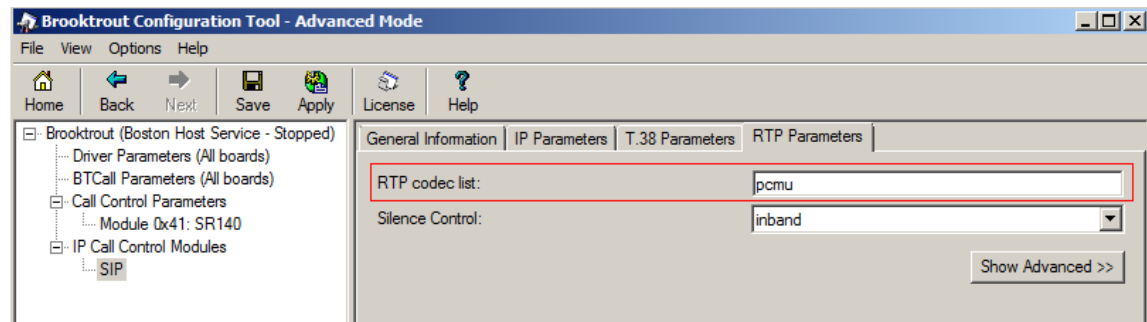 Brooktrout Configuration Tool - Advanced Mode
File View Options Help
Home Back Next Save Apply License Help
Brooktrout (Boston Host Service - Stopped)
Driver Parameters (All boards)
BTCall Parameters (All boards)
Call Control Parameters
Module 0x41: SR140
IP Call Control Modules
SIP
General Information IP Parameters T.38 Parameters RTP Parameters
RTP codec list: pcmu
Silence Control: inband
Show Advanced >>